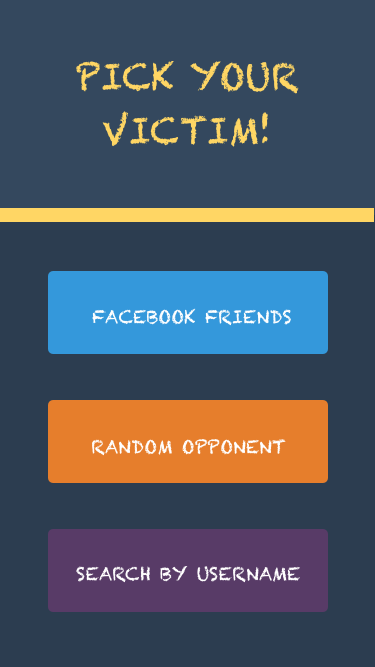 PICK YOUR
VICTIM!
FACEBOOK FRIENDS
RANDOM OPPONENT
SEARCH BY USERNAME